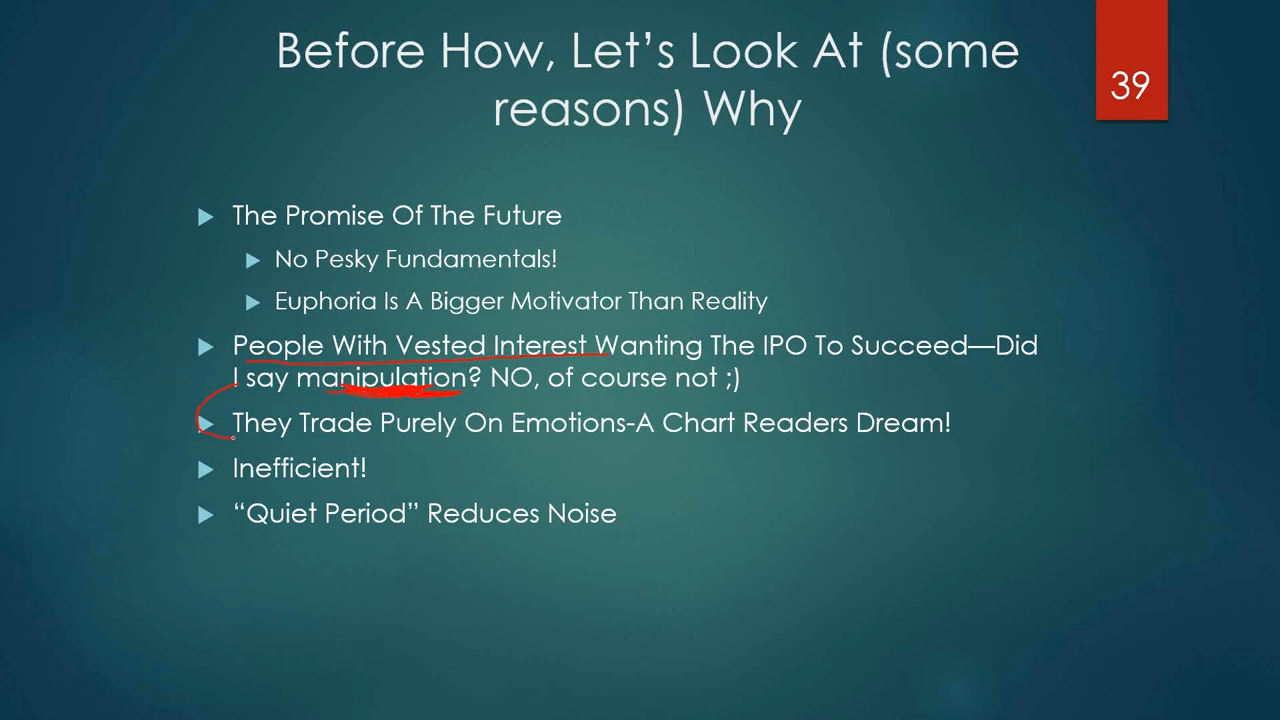 Before How, Let’s Look At (some
reasons) Why
39
The Promise Of The Future
No Pesky Fundamentals!
Euphoria Is A Bigger Motivator Than Reality
People With Vested Interest Wanting The IPO To Succeed—Did
I say manipulation? NO, of course not ;)
They Trade Purely On Emotions-A Chart Readers Dream!
Inefficient!
“Quiet Period” Reduces Noise